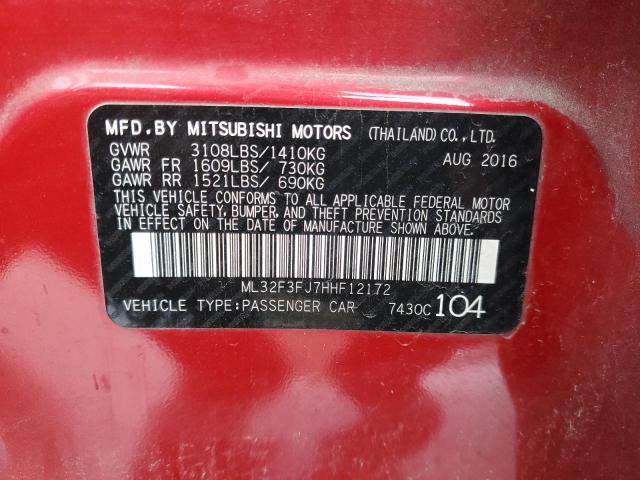 MFD.BY MITSUBISHI MOTORS (THAILAND) CO., LTD.
GVWR 3108LBS/1410KG AUG 2016
GAWR FR 1609LBS/ 730KG
GAWR RR 1521LBS/ 690KG
THIS VEHICLE CONFORMS TO ALL APPLICABLE FEDERAL MOTOR
VEHICLE SAFETY, BUMPER, AND THEFT PREVENTION STANDARDS
IN EFFECT ON THE DATE OF MANUFACTURE SHOWN ABOVE.
ML32F3FJ7HHF12172
VEHICLE TYPE:PASSENGER CAR 7430C 104